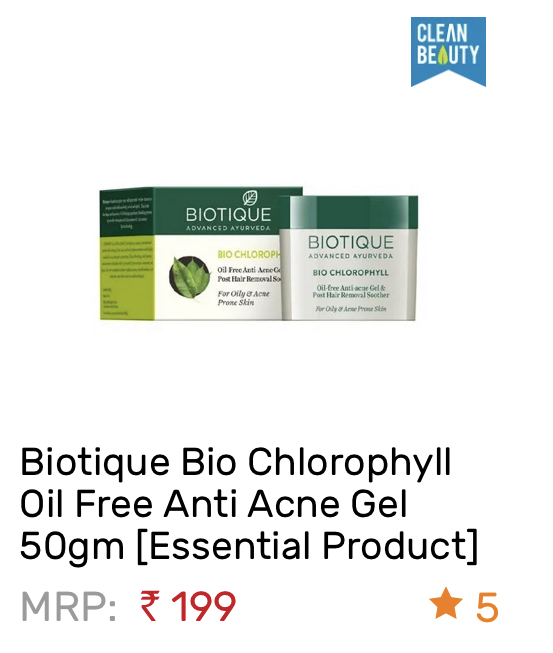 CLEAN
BEAUTY
BIOTIQUE
ADVANCED AYURVEDA
BIO CHLOROPH
Oil Free Anti Acne Ge
Post Hair Removal So
For Oily & Acne
Prone Skin
BIOTIQUE
ADVANCED AYURVEDA
BIO CHLOROPHYLL
Oil-free Anti-acne Gel &
Post Hair Removal Soother
For Oily & Acne Prone Skin
Biotique Bio Chlorophyll
Oil Free Anti Acne Gel
50gm [Essential Product]
MRP: ₹ 199
5